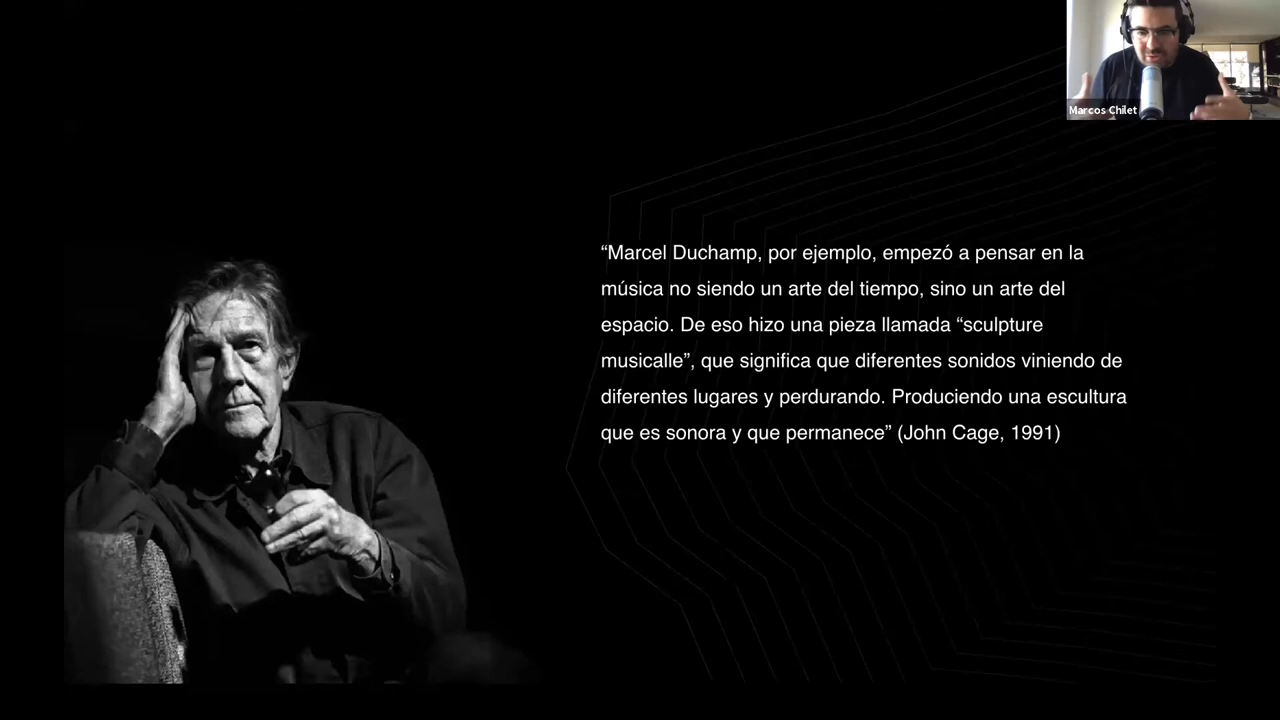 Marcos Chilet
“Marcel Duchamp, por ejemplo, empezó a pensar en la
música no siendo un arte del tiempo, sino un arte del
espacio. De eso hizo una pieza llamada “sculpture
musicalle”, que significa que diferentes sonidos viniendo de
diferentes lugares y perdurando. Produciendo una escultura
que es sonora y que permanece” (John Cage, 1991)